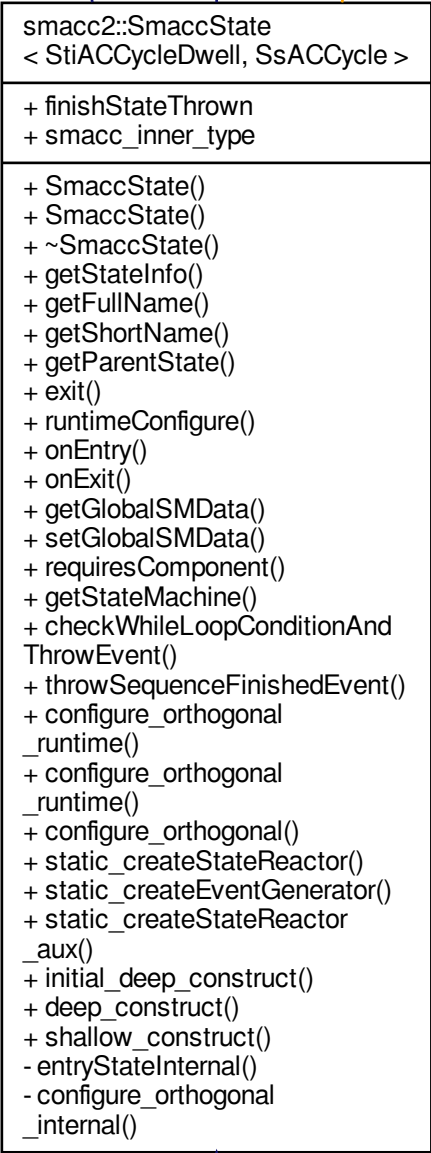 smacc2::SmaccState
< StiACCycleDwell, SsACCycle >
+ finishStateThrown
+ smacc_inner_type
+ SmaccState()
+ SmaccState()
+ ~SmaccState()
+ getStateInfo()
+ getFullName()
+ getShortName()
+ getParentState()
+ exit()
+ runtimeConfigure()
+ onEntry()
+ onExit()
+ getGlobalSMData()
+ setGlobalSMData()
+ requiresComponent()
+ getStateMachine()
+ checkWhileLoopConditionAnd
ThrowEvent()
+ throwSequenceFinishedEvent()
+ configure_orthogonal
_runtime()
+ configure_orthogonal
_runtime()
+ configure_orthogonal()
+ static_createStateReactor()
+ static_createEventGenerator()
+ static_createStateReactor
_aux()
+ initial_deep_construct()
+ deep_construct()
+ shallow_construct()
- entryStateInternal()
- configure_orthogonal
_internal()